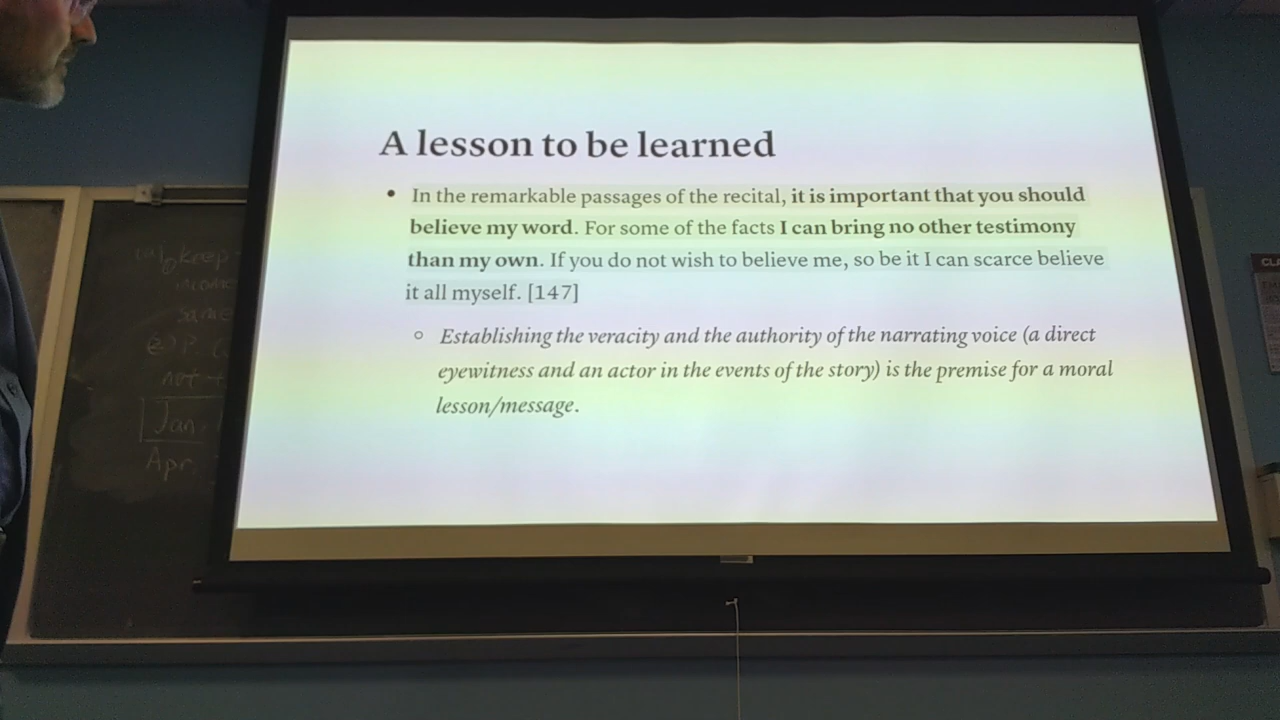 A lesson to be learned
• In the remarkable passages of the recital, it is important that you should
believe my word. For some of the facts I can bring no other testimony
than my own. If you do not wish to believe me, so be it I can scarce believe
it all myself. [147]
○ Establishing the veracity and the authority of the narrating voice (a direct
eyewitness and an actor in the events of the story) is the premise for a moral
lesson/message.
keep
same
not
Jan
Apr
CL